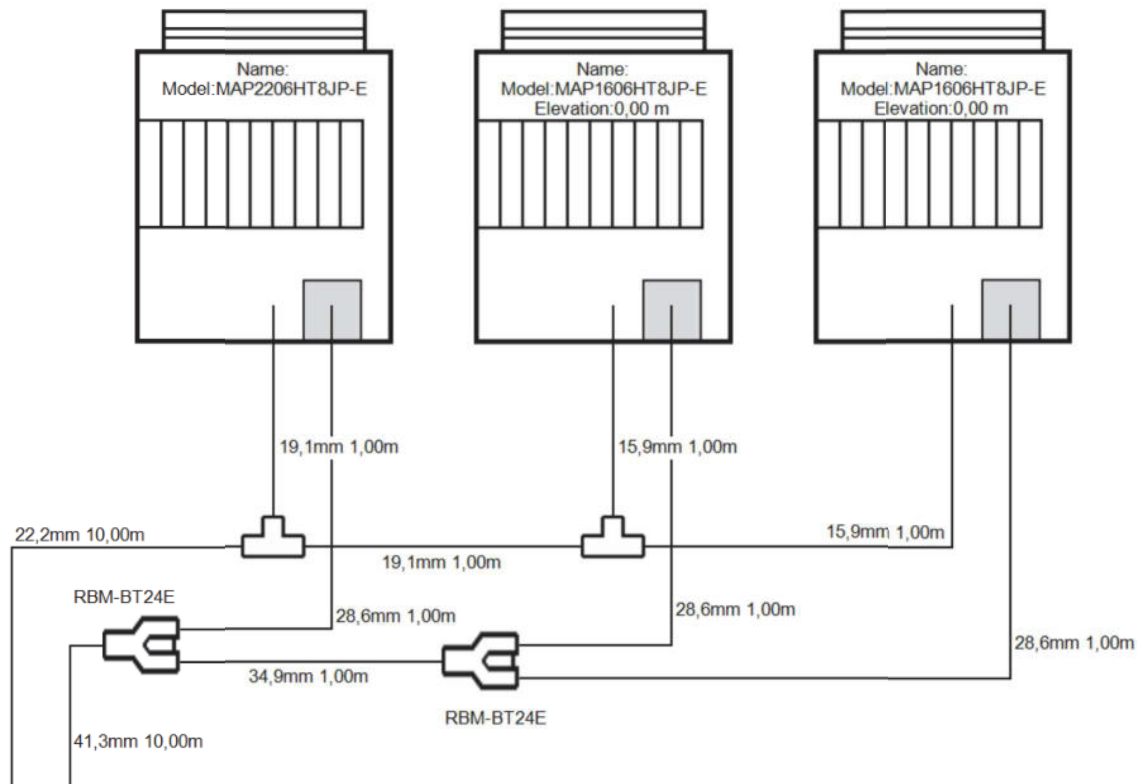 Name:
Model:MAP2206HT8JP-E
Name:
Model:MAP1606HT8JP-E
Elevation:0,00 m
Name:
Model:MAP1606HT8JP-E
Elevation:0,00 m
19,1mm 1,00m
15,9mm 1,00m
22,2mm 10,00m
19,1mm 1,00m
15,9mm 1,00m
RBM-BT24E
28,6mm 1,00m
28,6mm 1,00m
28,6mm 1,00m
34,9mm 1,00m
RBM-BT24E
41,3mm 10,00m